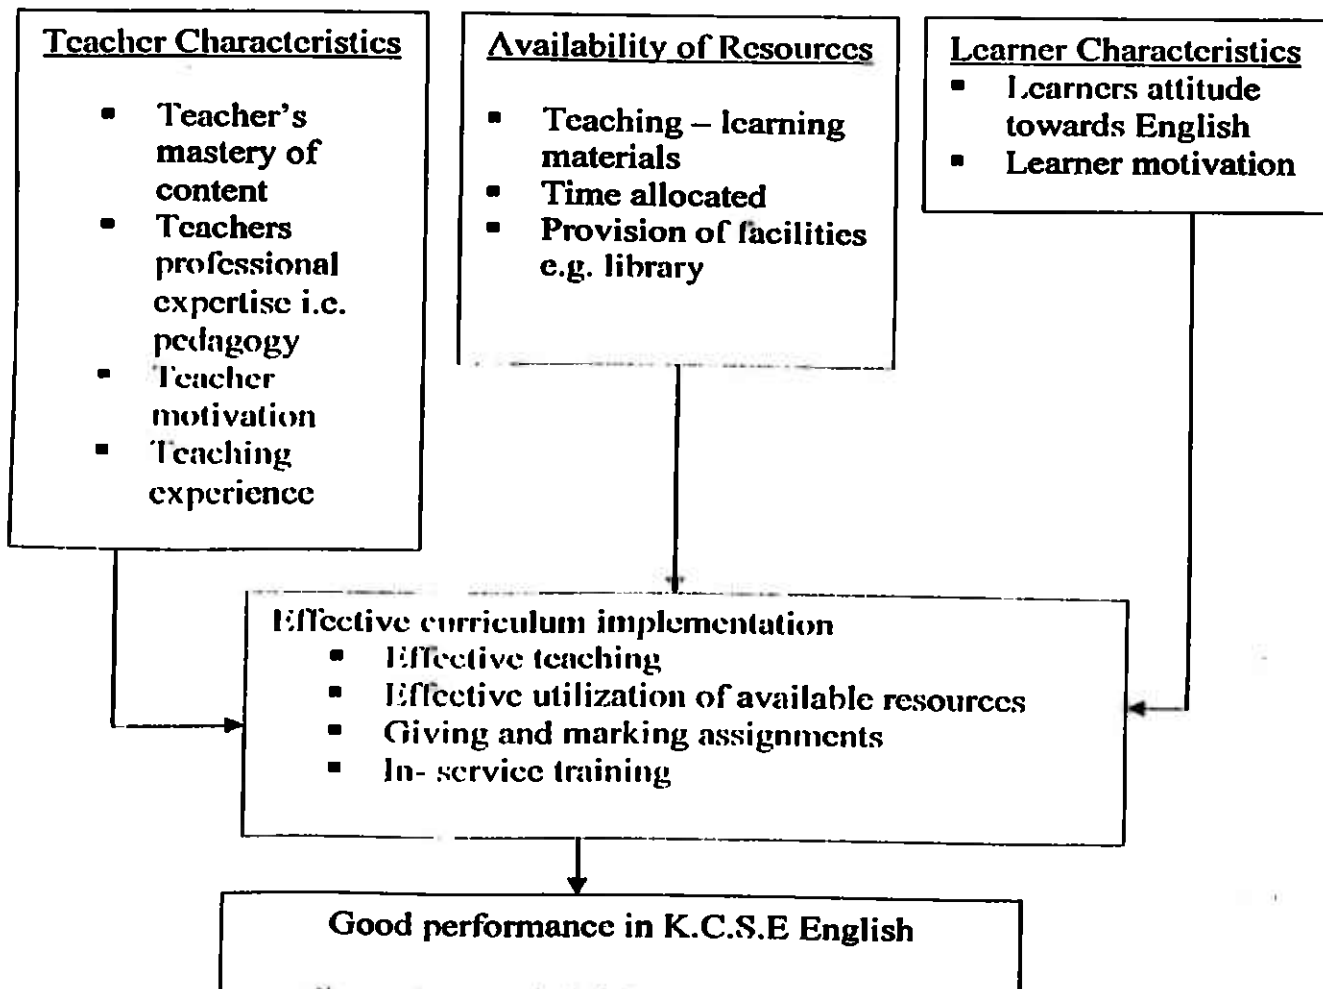 Teacher Characteristics
▪ Teacher's
mastery of
content
▪ Teachers
professional
expertise i.e.
pedagogy
▪ Teacher
motivation
▪ Teaching
experience
Availability of Resources
▪ Teaching – learning
materials
▪ Time allocated
▪ Provision of facilities
e.g. library
Learner Characteristics
▪ Learners attitude
towards English
▪ Learner motivation
Effective curriculum implementation
▪ Effective teaching
▪ Effective utilization of available resources
▪ Giving and marking assignments
▪ In- service training
Good performance in K.C.S.E English